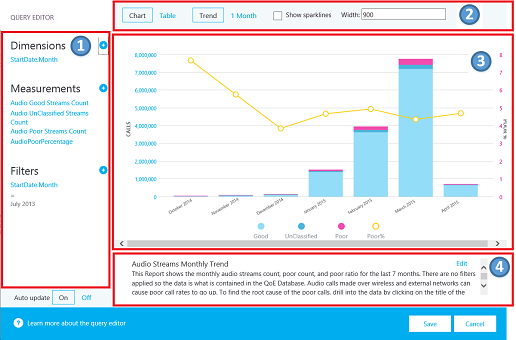 QUERY EDITOR
Chart Table Trend 1 Month Show sparklines Width: 900
2
Dimensions
1
StartDate.Month
Measurements
Audio Good Streams Count
Audio UnClassified Streams
Count
Audio Poor Streams Count
AudioPoorPercentage
Filters
StartDate.Month
=
July 2013
Auto update On Off
3
8,000,000 8
7,000,000 7
6,000,000 6
5,000,000 5
4,000,000 4
3,000,000 3
2,000,000 2
1,000,000 1
0 0
CALLS
POOR %
October 2014 November 2014 December 2014 January 2015 February 2015 March 2015 April 2015
Good UnClassified Poor Poor%
Audio Streams Monthly Trend Edit
4
This Report shows the monthly audio streams count, poor count, and poor ratio for the last 7 months. There are no filters
applied so the data is what is contained in the QoE Database. Audio calls made over wireless and external networks can
cause poor call rates to go up. To find the root cause of the poor calls, drill into the data by clicking on the title of the
? Learn more about the query editor
Save Cancel